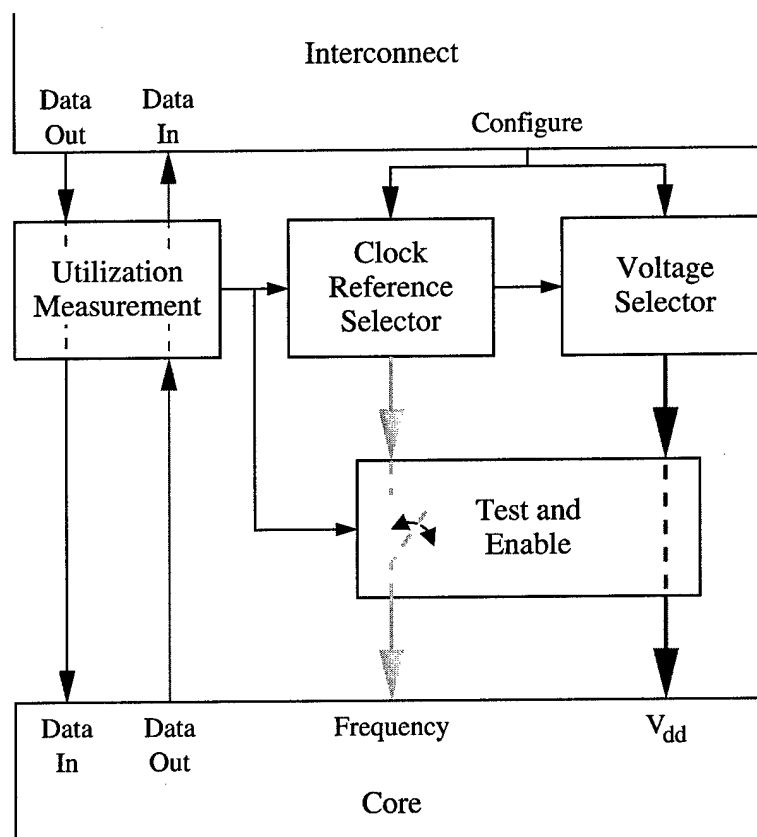 Interconnect
Data Out
Data In
Configure
Utilization
Measurement
Clock
Reference
Selector
Voltage
Selector
Test and
Enable
Data In
Data Out
Frequency
Vdd
Core